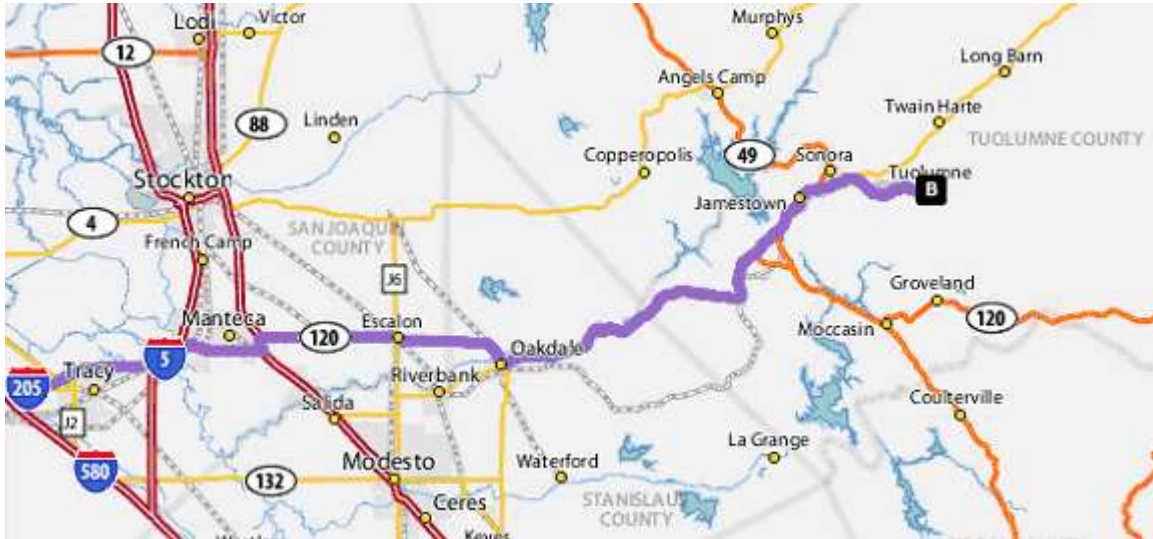 Lodi
Victor
Murphys
12
Long Barn
Angels Camp
Twain Harte
88
Linden
TUOLUMNE COUNTY
49
Sonora
Copperopolis
Tuolumne
B
Stockton
Jamestown
4
SAN JOAQUIN
COUNTY
French Camp
J6
Groveland
Manteca
Escalon
120
120
Moccasin
5
Oakdale
Tracy
Riverbank
205
Salida
Coulterville
J2
La Grange
Modesto
Waterford
580
132
STANISLAUS
COUNTY
Ceres
Keyes